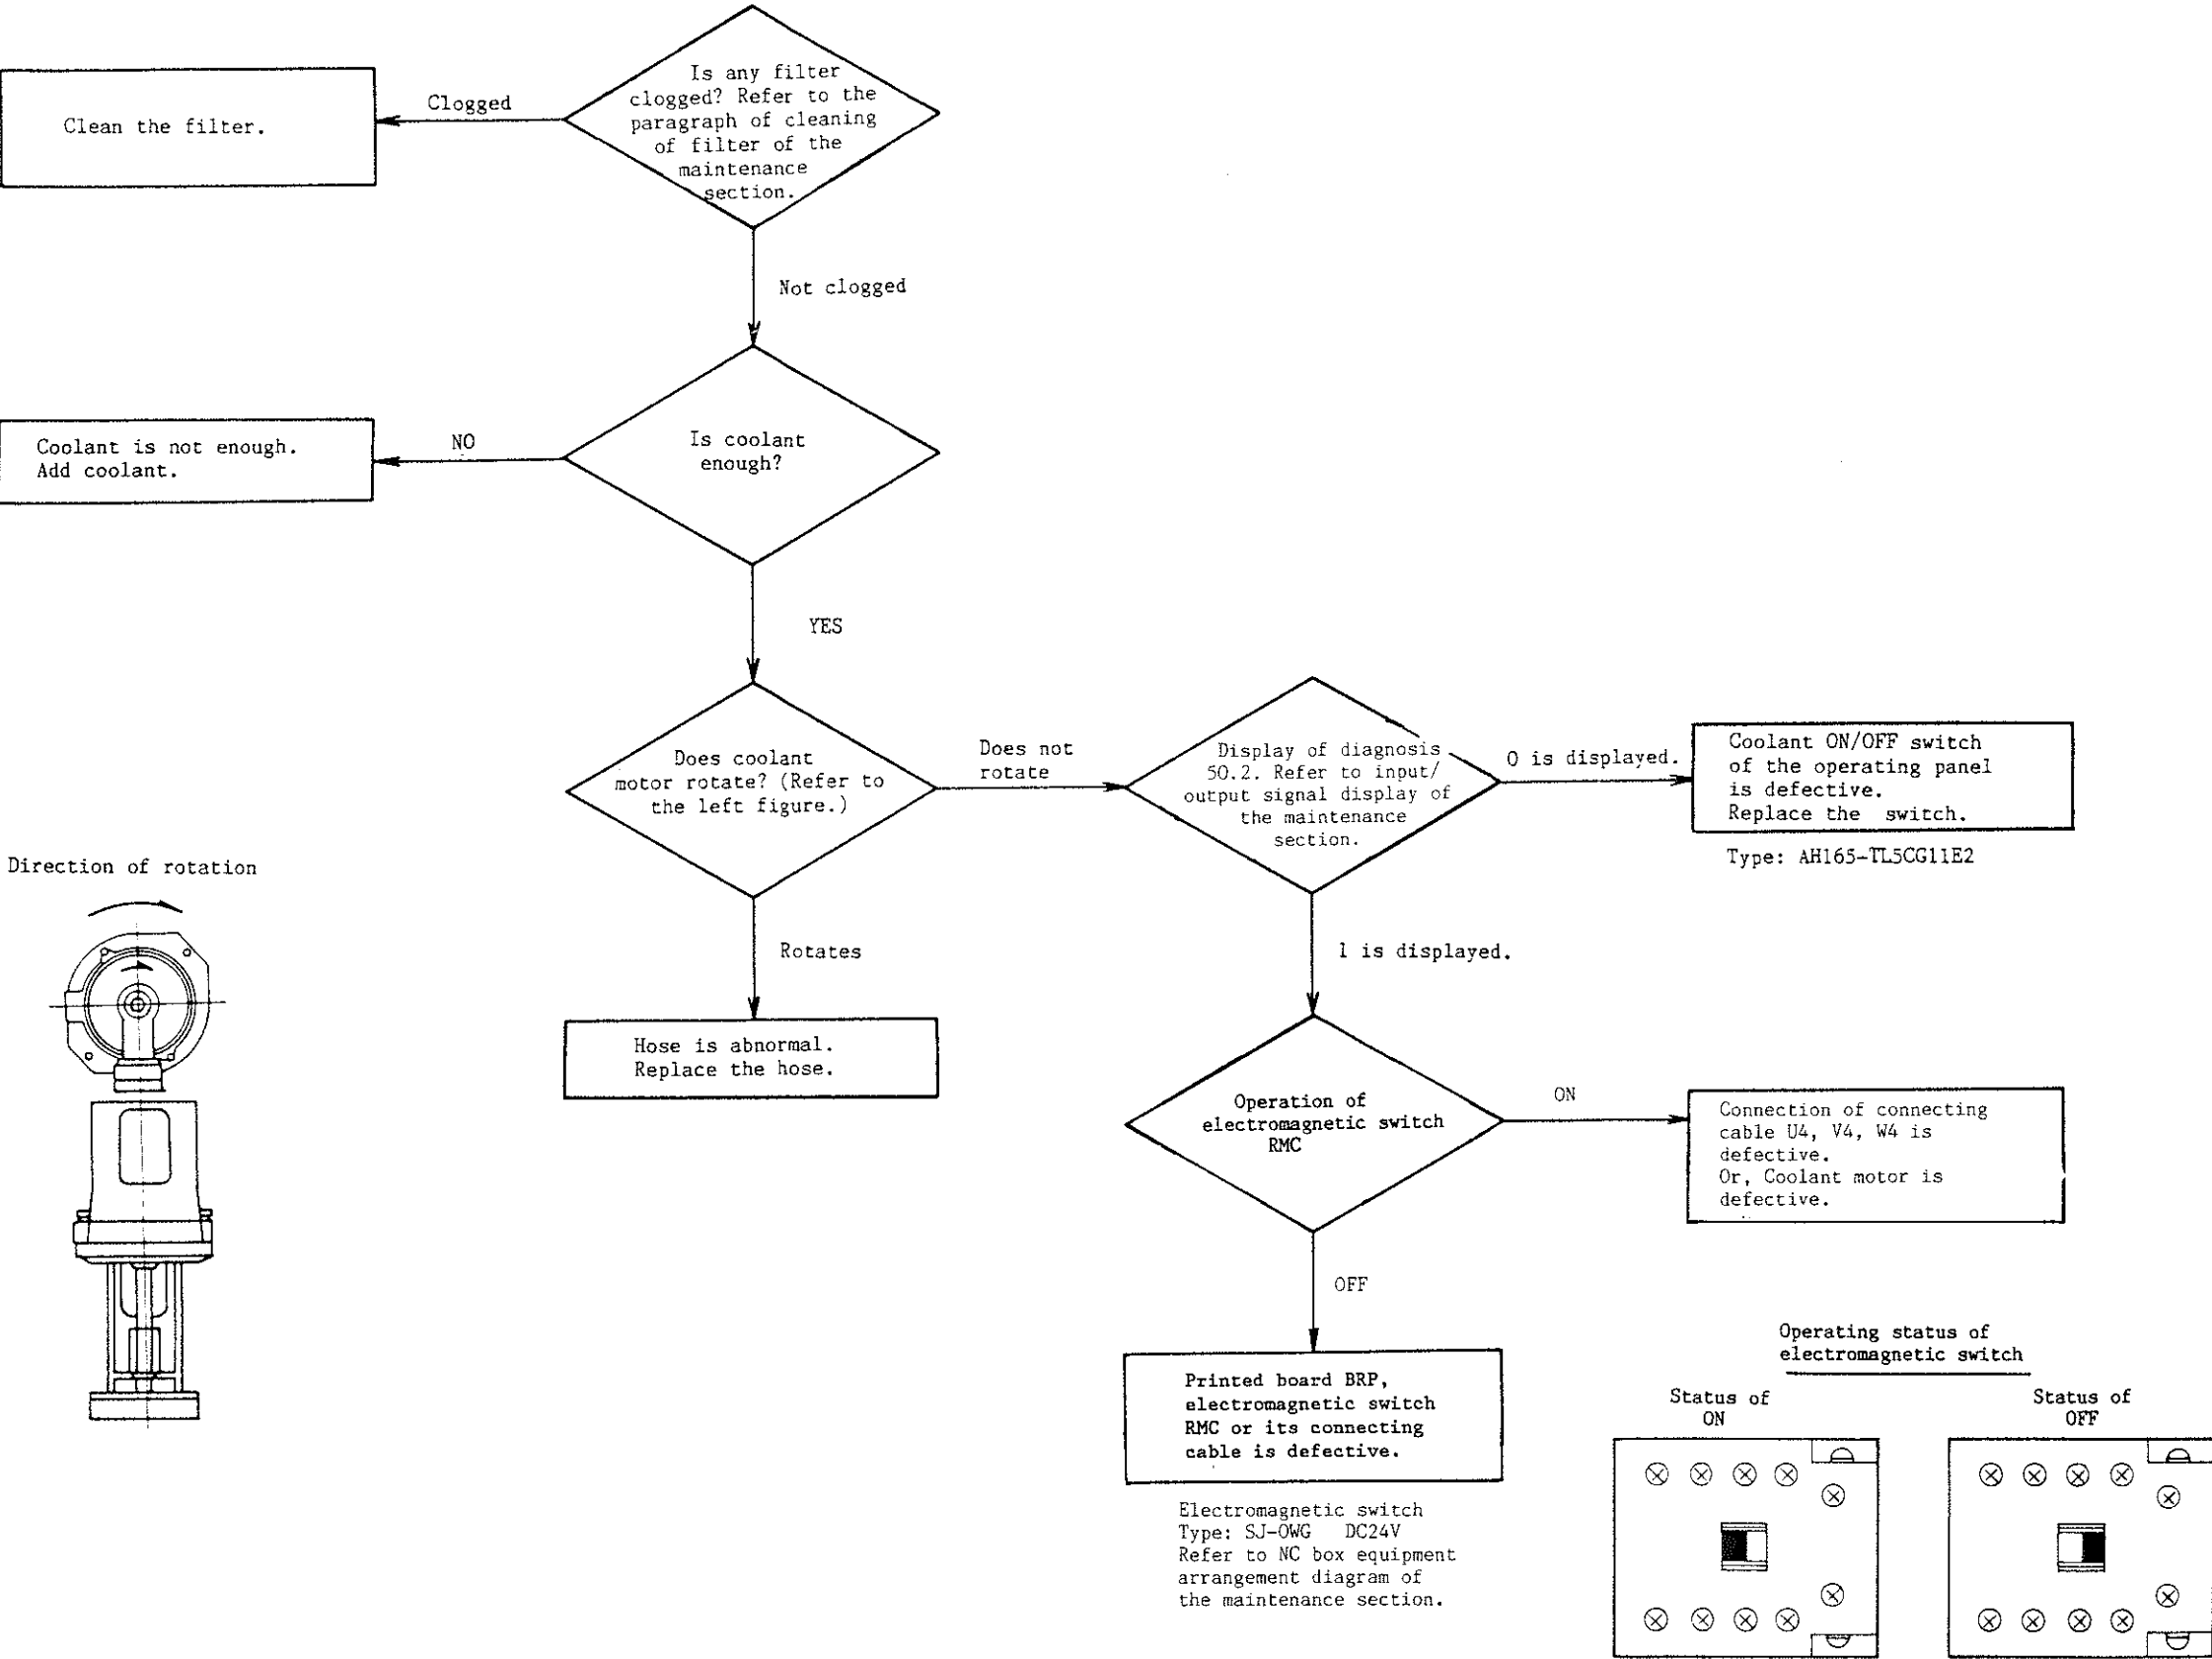 Is any filter
clogged? Refer to the
paragraph of cleaning
of filter of the
maintenance
section.
Clogged
Clean the filter.
Not clogged
Is coolant
enough?
NO
Coolant is not enough.
Add coolant.
YES
Does coolant
motor rotate? (Refer to
the left figure.)
Does not
rotate
Display of diagnosis
50.2. Refer to input/
output signal display of
the maintenance
section.
0 is displayed.
Coolant ON/OFF switch
of the operating panel
is defective.
Replace the switch.
Type: AH165-TL5CG11E2
Direction of rotation
Rotates
1 is displayed.
Hose is abnormal.
Replace the hose.
Operation of
electromagnetic switch
RMC
ON
Connection of connecting
cable U4, V4, W4 is
defective.
Or, Coolant motor is
defective.
OFF
Printed board BRP,
electromagnetic switch
RMC or its connecting
cable is defective.
Electromagnetic switch
Type: SJ-OWG DC24V
Refer to NC box equipment
arrangement diagram of
the maintenance section.
Operating status of
electromagnetic switch
Status of
ON
Status of
OFF